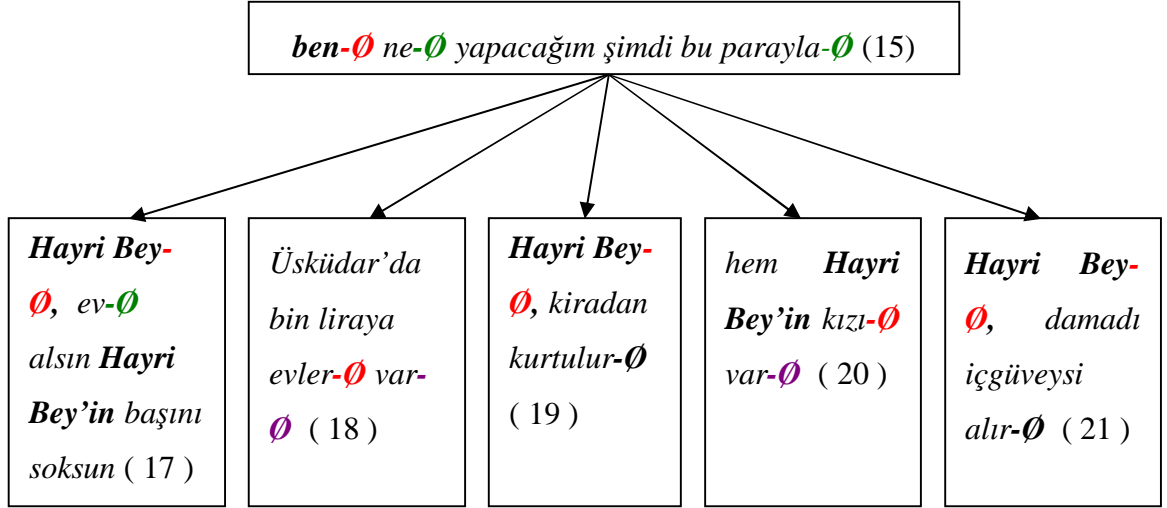 ben-Ø ne-Ø yapacağım şimdi bu parayla-Ø (15)
Hayri Bey-
Ø, ev-Ø
alsın Hayri
Bey’in başını
soksun ( 17 )
Üsküdar’da
bin liraya
evler-Ø var-
Ø ( 18 )
Hayri Bey-
Ø, kiradan
kurtulur-Ø
( 19 )
hem Hayri
Bey’in kızı-Ø
var-Ø ( 20 )
Hayri Bey-
Ø, damadı
içgüveysi
alır-Ø ( 21 )